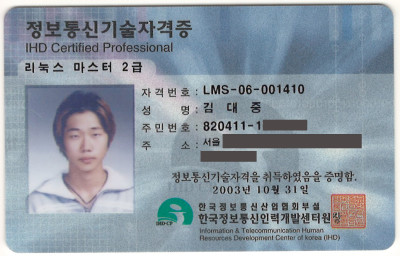 정보통신기술자격증
IHD Certified Professional
리눅스 마스터 2급
자격번호 : LMS-06-001410
성 명 : 김 대 중
주민번호 : 820411-1
주 소 : 서울
정보통신기술자격을 취득하였음을 증명함.
2003년 10월 31일
IHD-CP
한국정보통신산업협회부설
한국정보통신인력개발센터원장
Information & Telecommunication Human
Resources Development Center of korea (IHD)